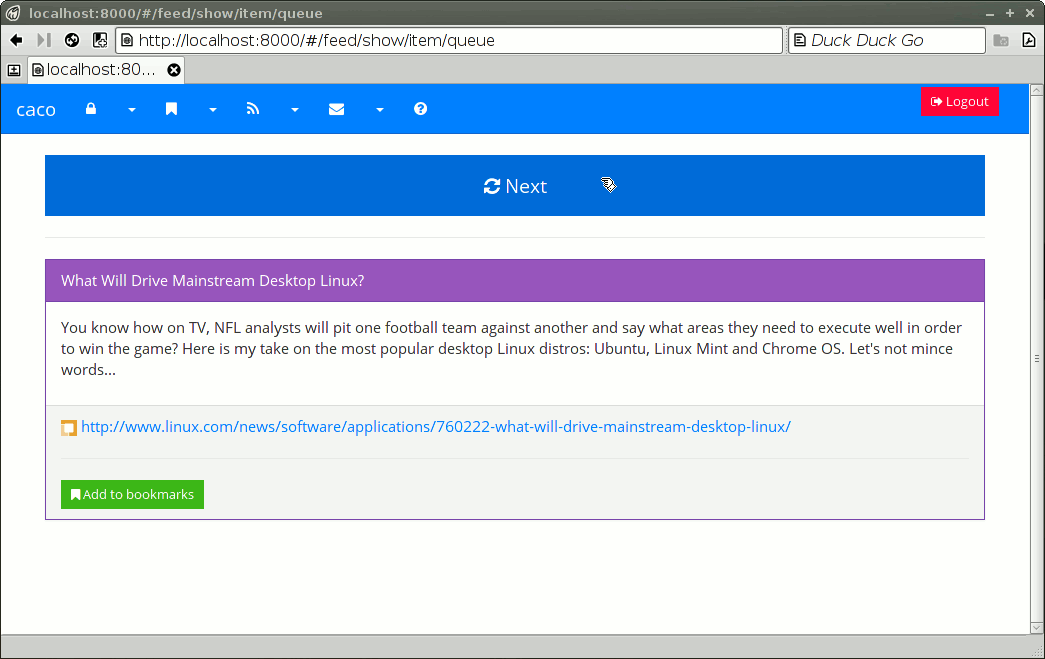 localhost:8000/#/feed/show/item/queue
http://localhost:8000/#/feed/show/item/queue
Duck Duck Go
localhost:80...
caco
Logout
Next
What Will Drive Mainstream Desktop Linux?
You know how on TV, NFL analysts will pit one football team against another and say what areas they need to execute well in order
to win the game? Here is my take on the most popular desktop Linux distros: Ubuntu, Linux Mint and Chrome OS. Let's not mince
words...
http://www.linux.com/news/software/applications/760222-what-will-drive-mainstream-desktop-linux/
Add to bookmarks